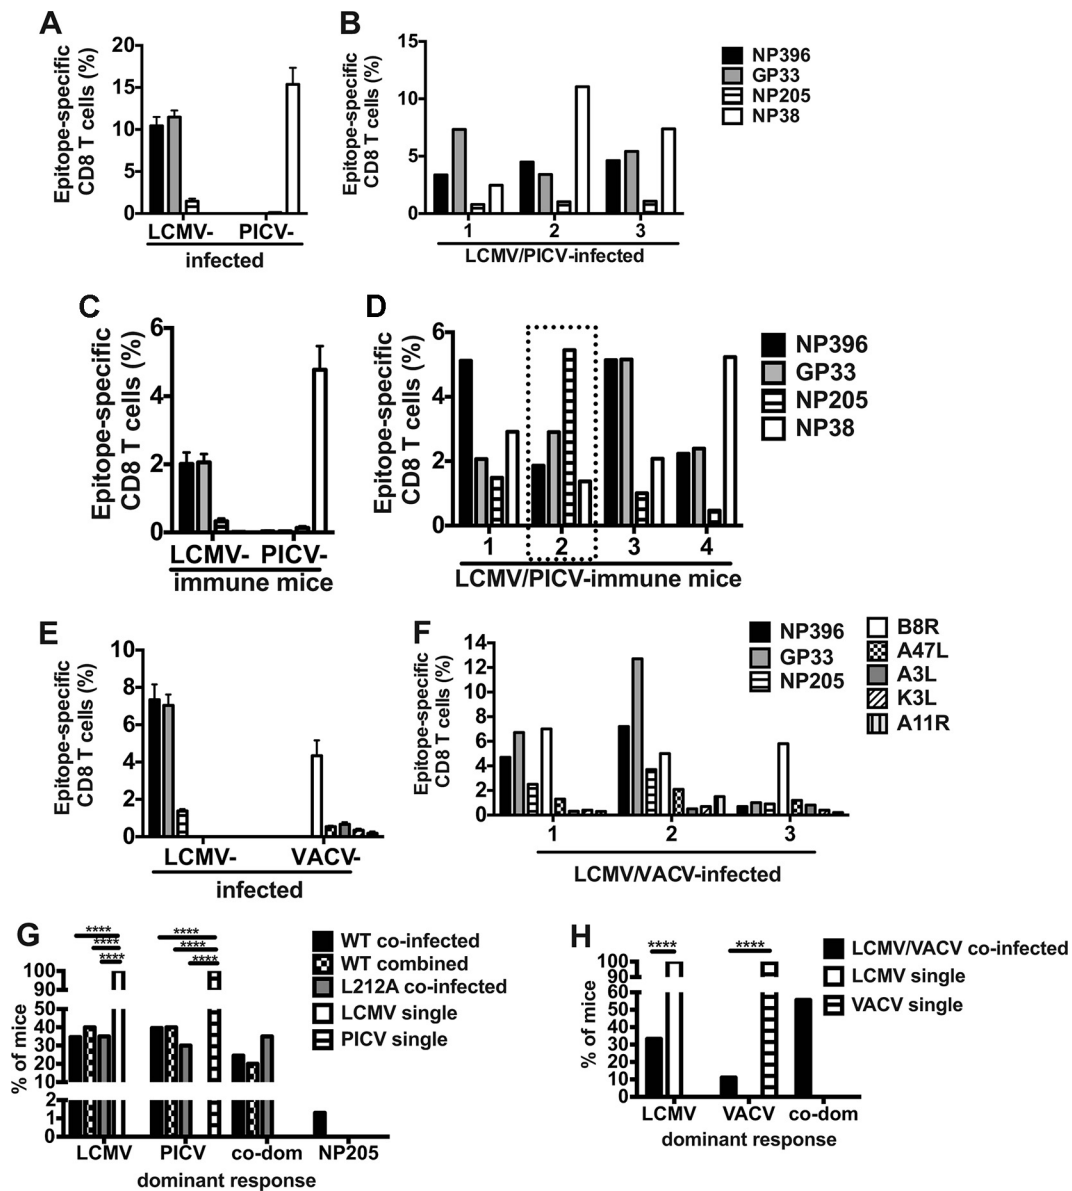 A
Epitope-specific
CD8 T cells (%)
20
15
10
5
0
LCMV- PICV-
infected
B
Epitope-specific
CD8 T cells (%)
15
10
5
0
1 2 3
LCMV/PICV-infected
NP396
GP33
NP205
NP38
C
Epitope-specific
CD8 T cells (%)
6
4
2
0
LCMV- PICV-
immune mice
D
Epitope-specific
CD8 T cells (%)
6
4
2
0
1 2 3 4
LCMV/PICV-immune mice
NP396
GP33
NP205
NP38
E
Epitope-specific
CD8 T cells (%)
10
8
6
4
2
0
LCMV- VACV-
infected
F
Epitope-specific
CD8 T cells (%)
14
12
10
8
6
4
2
0
1 2 3
LCMV/VACV-infected
NP396
GP33
NP205
B8R
A47L
A3L
K3L
A11R
G
% of mice
100
90
50
40
30
20
10
2
1
0
****
****
****
****
****
****
LCMV PICV co-dom NP205
dominant response
WT co-infected
WT combined
L212A co-infected
LCMV single
PICV single
H
% of mice
100
90
60
50
40
30
20
10
0
**** ****
LCMV VACV co-dom
dominant response
LCMV/VACV co-infected
LCMV single
VACV single